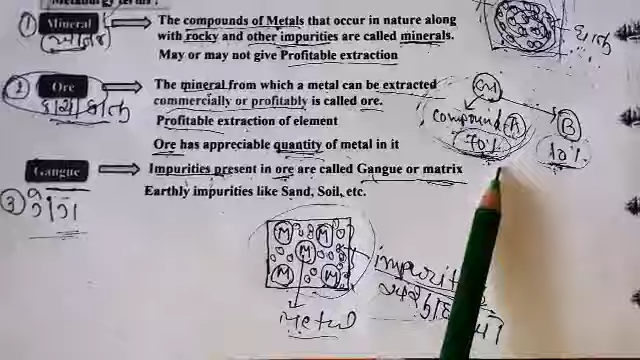 Metallurgy terms :
1 Mineral The compounds of Metals that occur in nature along
with rocky and other impurities are called minerals.
May or may not give Profitable extraction
2 Ore The mineral from which a metal can be extracted
commercially or profitably is called ore.
Profitable extraction of element
Ore has appreciable quantity of metal in it
3 Gangue Impurities present in ore are called Gangue or matrix
Earthly impurities like Sand, Soil, etc.
खनिज
धातु
compound A
70%
B
10%
M M
M
M M
Metal